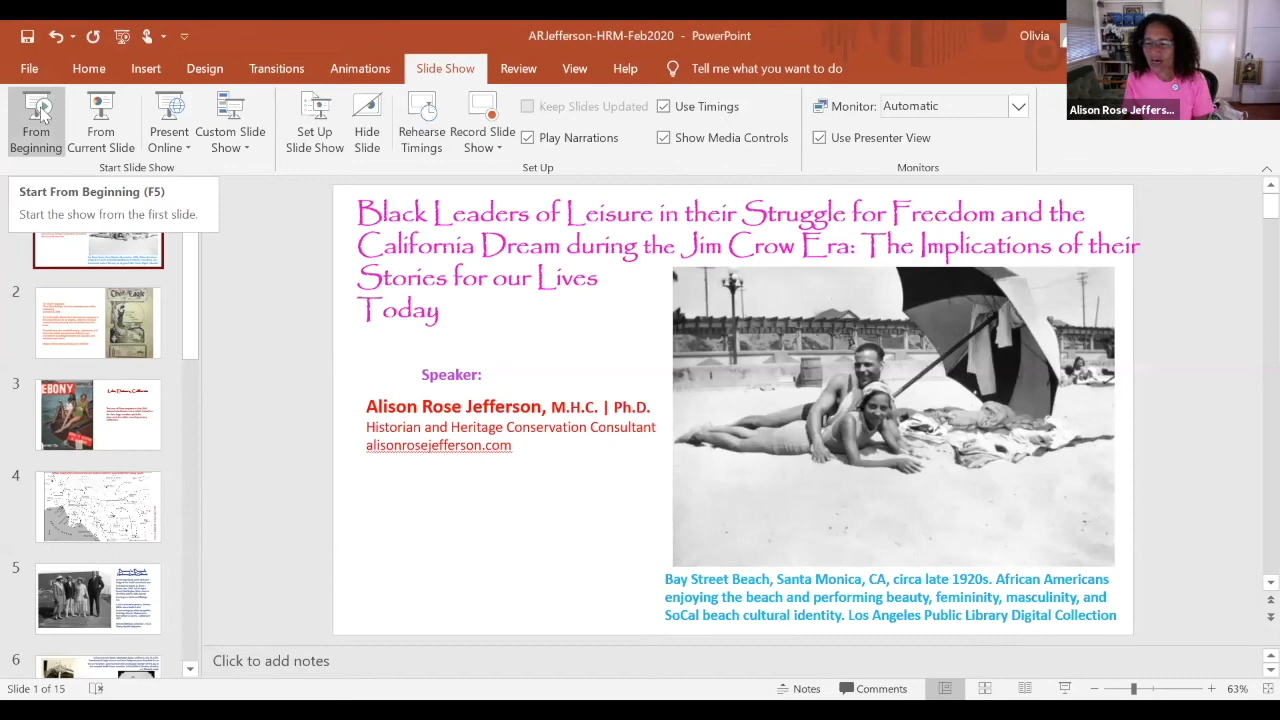 ARJefferson-HRM-Feb2020 - PowerPoint
Olivia
Alison Rose Jeffers...
File Home Insert Design Transitions Animations Slide Show Review View Help Tell me what you want to do
From Beginning
From Current Slide
Present Online
Custom Slide Show
Set Up Slide Show
Hide Slide
Rehearse Timings
Record Slide Show
Keep Slides Updated
Play Narrations
Use Timings
Show Media Controls
Monitor: Automatic
Use Presenter View
Start Slide Show
Set Up
Monitors
Start From Beginning (F5)
Start the show from the first slide.
2
3
EBONY
4
5
6
Black Leaders of Leisure in their Struggle for Freedom and the
California Dream during the Jim Crow Era: The Implications of their
Stories for our Lives
Today
Speaker:
Alison Rose Jefferson, M.H.C. | Ph.D.
Historian and Heritage Conservation Consultant
alisonrosejefferson.com
Bay Street Beach, Santa Monica, CA, circa late 1920s. African Americans
enjoying the beach and performing beauty, femininity, masculinity, and
SoCal beach cultural identity. Los Angeles Public Library Digital Collection
Click to add notes
Slide 1 of 15
Notes
Comments
63%